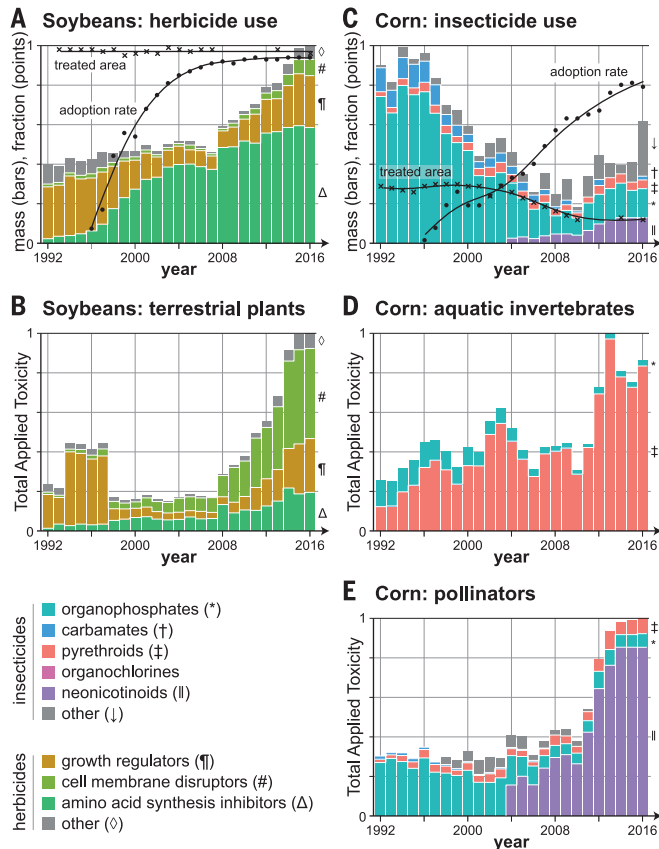 A Soybeans: herbicide use
mass (bars), fraction (points)
1
0
treated area
adoption rate
◊
#
¶
Δ
1992 2000 2008 2016
year
B Soybeans: terrestrial plants
Total Applied Toxicity
1
0
◊
#
¶
Δ
1992 2000 2008 2016
year
insecticides
organophosphates (*)
carbamates (†)
pyrethroids (‡)
organochlorines
neonicotinoids (‖)
other (↓)
herbicides
growth regulators (¶)
cell membrane disruptors (#)
amino acid synthesis inhibitors (Δ)
other (◊)
C Corn: insecticide use
mass (bars), fraction (points)
1
0
adoption rate
treated area
↓
†
‡
*
‖
1992 2000 2008 2016
year
D Corn: aquatic invertebrates
Total Applied Toxicity
1
0
*
‡
1992 2000 2008 2016
year
E Corn: pollinators
Total Applied Toxicity
1
0
†
‡
*
‖
1992 2000 2008 2016
year